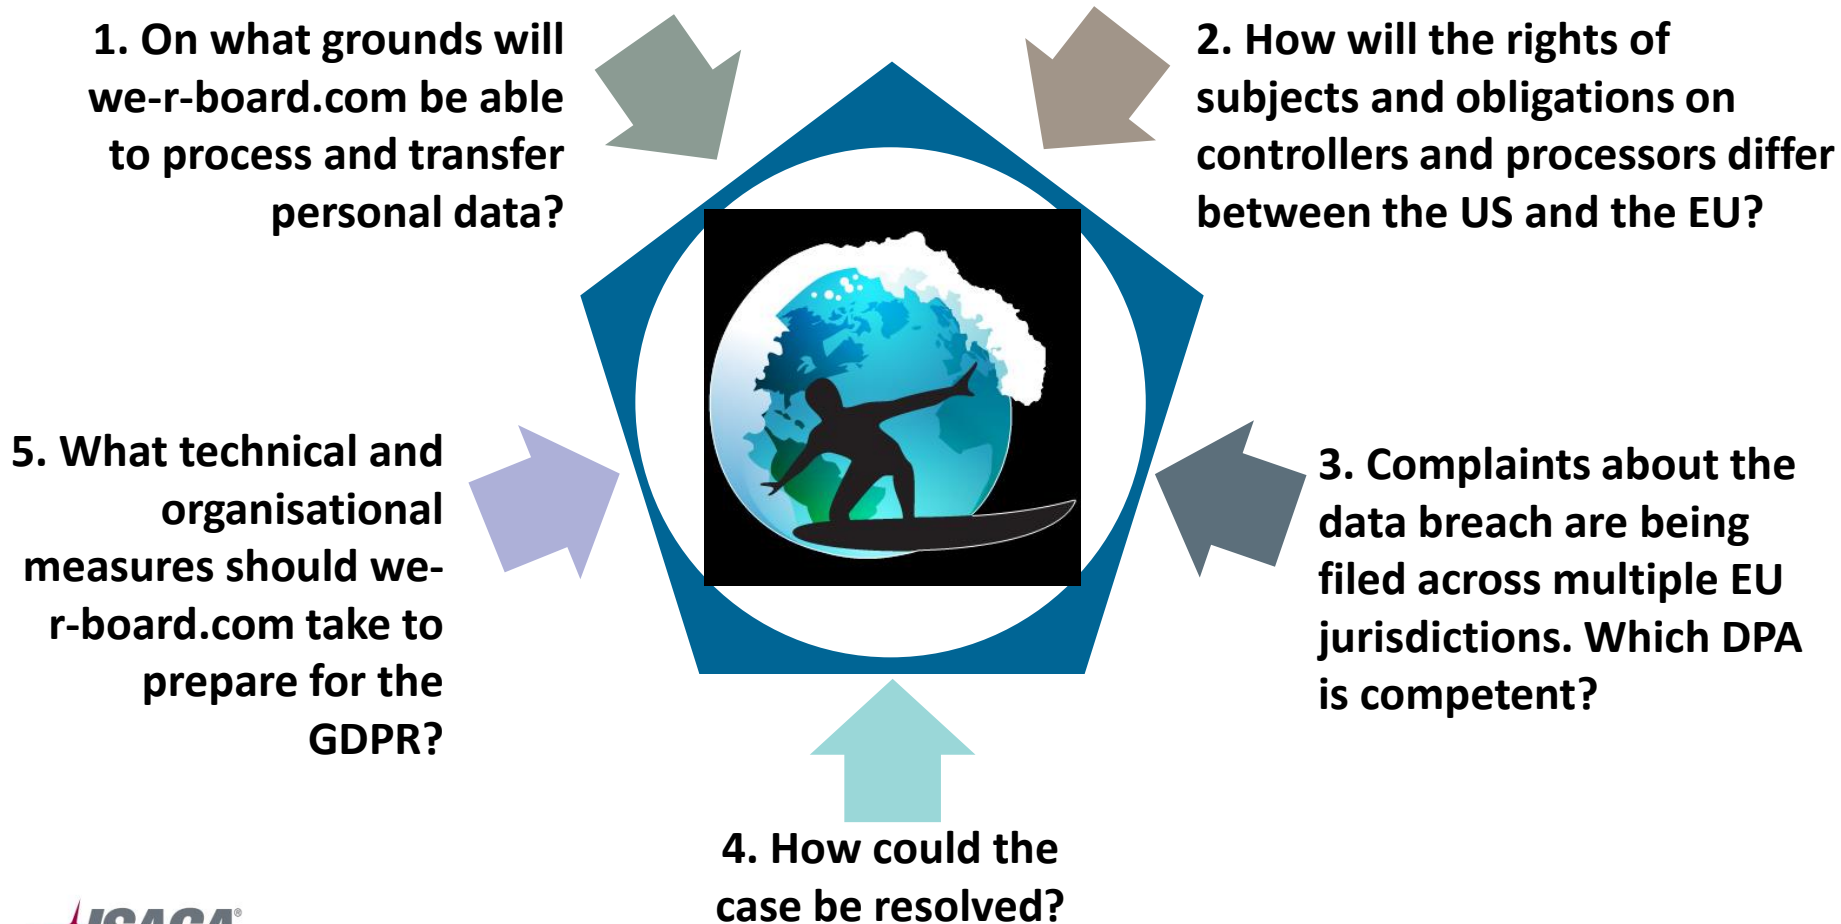 1. On what grounds will
we-r-board.com be able
to process and transfer
personal data?
2. How will the rights of
subjects and obligations on
controllers and processors differ
between the US and the EU?
3. Complaints about the
data breach are being
filed across multiple EU
jurisdictions. Which DPA
is competent?
4. How could the
case be resolved?
5. What technical and
organisational
measures should we-
r-board.com take to
prepare for the
GDPR?
ISACA®